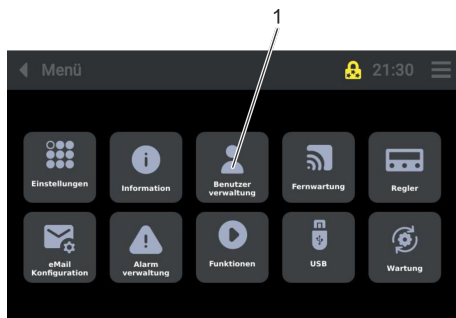 1
Menü
21:30
Einstellungen
Information
Benutzer
verwaltung
Fernwartung
Regler
eMail
Konfiguration
Alarm
verwaltung
Funktionen
USB
Wartung